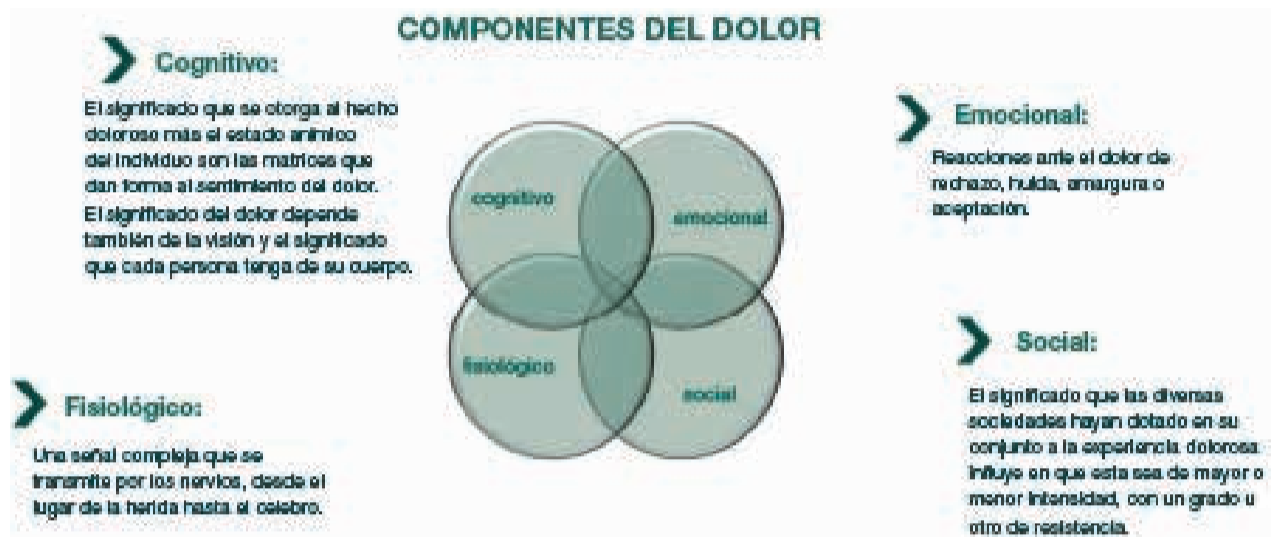 COMPONENTES DEL DOLOR
Cognitivo:
El significado que se otorga al hecho
doloroso más el estado anímico
del individuo son las matrices que
dan forma al sentimiento del dolor.
El significado del dolor depende
también de la visión y el significado
que cada persona tenga de su cuerpo.
Emocional:
Reacciones ante el dolor de
rechazo, huida, amargura o
aceptación.
cognitivo
emocional
fisiológico
social
Fisiológico:
Una señal compleja que se
transmite por los nervios, desde el
lugar de la herida hasta el celebro.
Social:
El significado que las diversas
sociedades hayan dotado en su
conjunto a la experiencia dolorosa
influye en que esta sea de mayor o
menor intensidad, con un grado u
otro de resistencia.